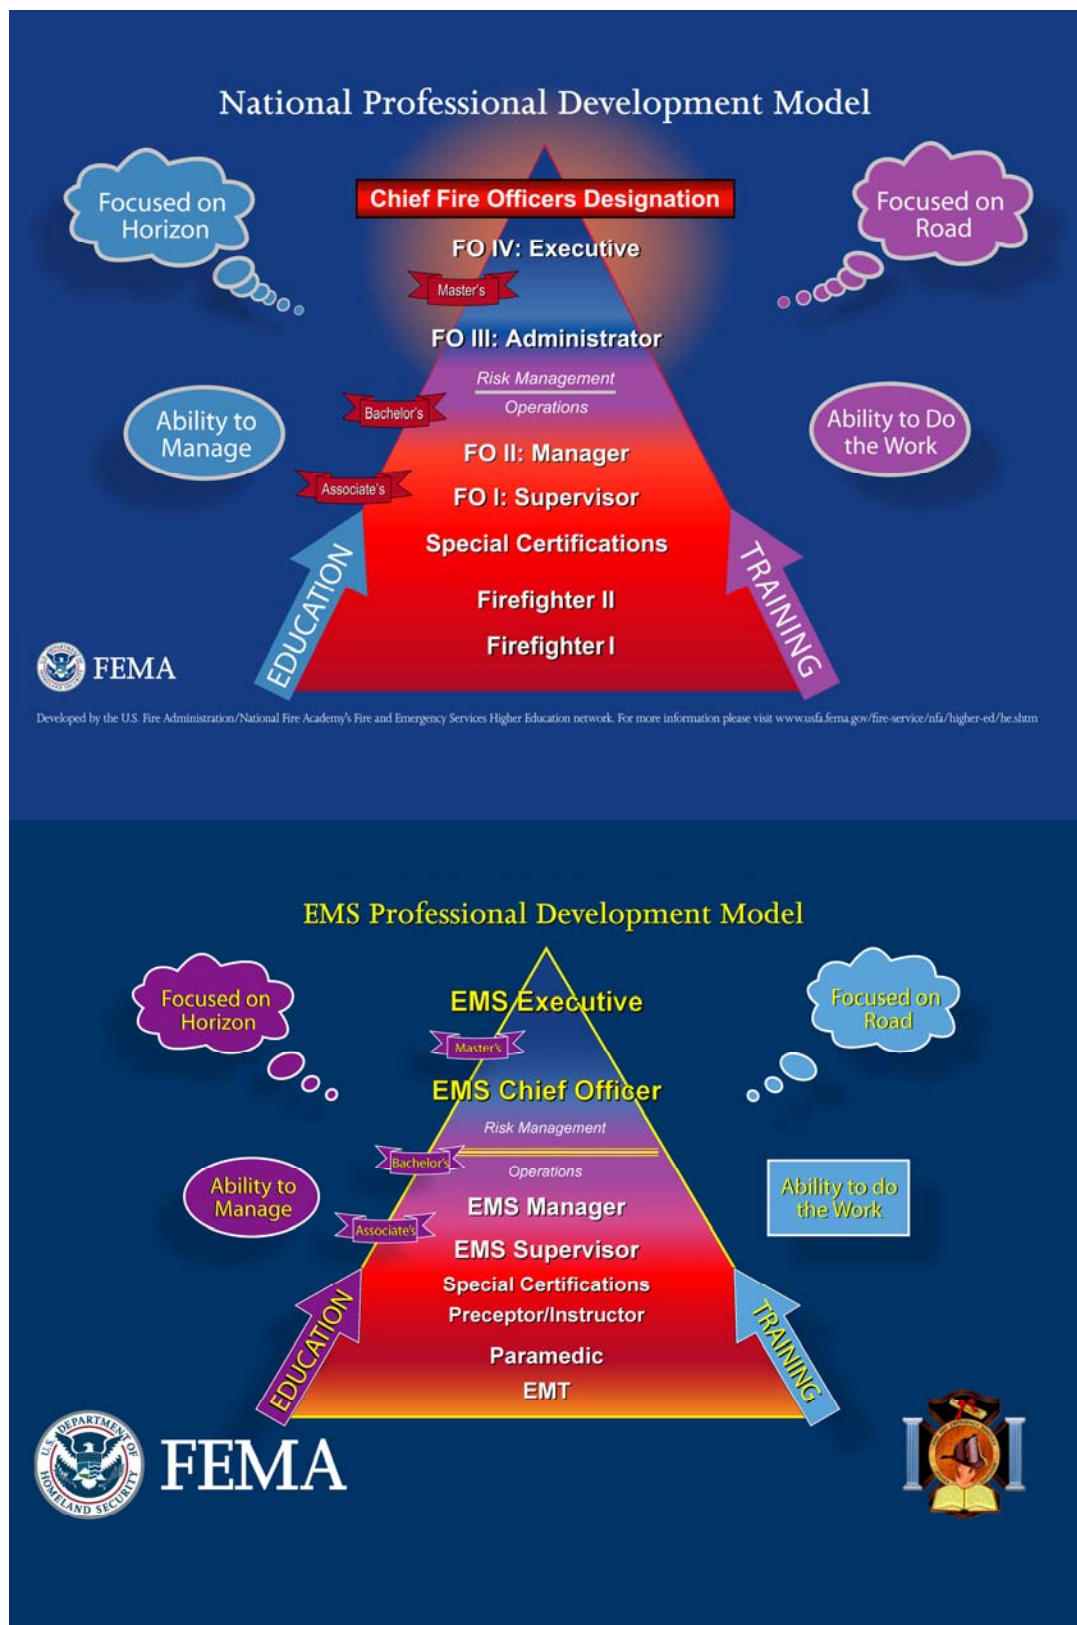 National Professional Development Model
Focused on
Horizon
Focused on
Road
Chief Fire Officers Designation
FO IV: Executive
Master's
FO III: Administrator
Risk Management
Operations
Bachelor's
Ability to
Manage
Ability to Do
the Work
FO II: Manager
Associate's
FO I: Supervisor
Special Certifications
Firefighter II
Firefighter I
EDUCATION
TRAINING
FEMA
Developed by the U.S. Fire Administration/National Fire Academy's Fire and Emergency Services Higher Education network. For more information please visit www.usfa.fema.gov/fire-service/nfa/higher-ed/he.shtm
EMS Professional Development Model
Focused on
Horizon
Focused on
Road
EMS Executive
Master's
EMS Chief Officer
Risk Management
Bachelor's
Operations
Ability to
Manage
Ability to do
the Work
EMS Manager
Associate's
EMS Supervisor
Special Certifications
Preceptor/Instructor
Paramedic
EMT
EDUCATION
TRAINING
U.S. DEPARTMENT OF
HOMELAND SECURITY
FEMA